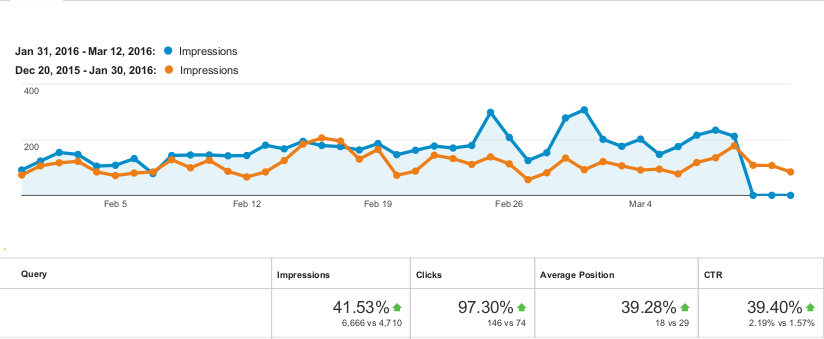 Jan 31, 2016 - Mar 12, 2016: Impressions
Dec 20, 2015 - Jan 30, 2016: Impressions
400
200
Feb 5 Feb 12 Feb 19 Feb 26 Mar 4
Query Impressions Clicks Average Position CTR
41.53% 97.30% 39.28% 39.40%
6,666 vs 4,710 146 vs 74 18 vs 29 2.19% vs 1.57%